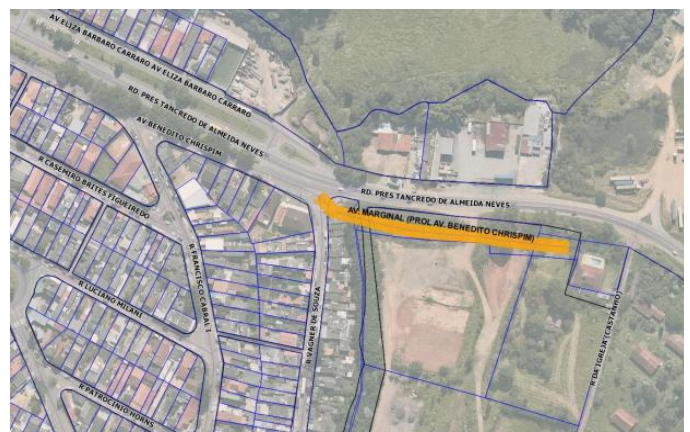 AV ELIZA BARBARO CARRARO AV ELIZA BARBARO CARRARO
RD. PRES TANCREDO DE ALMEIDA NEVES
AV BENEDITO CHRISPIM
R CASEMIRO BRITES FIGUEIREDO
RD. PRES TANCREDO DE ALMEIDA NEVES
AV. MARGINAL (PROL AV. BENEDITO CHRISPIM)
R FRANCISCO CABRAL I
R LUCIANO MILANI
R VAGNER DE SOUZA
R DA IGREJA (CASTANHO)
R PATROCINIO HORNS